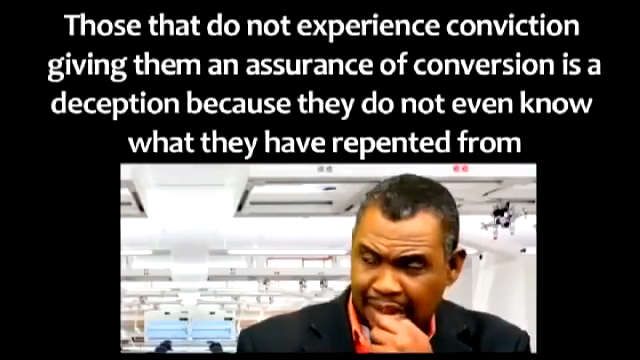 Those that do not experience conviction
giving them an assurance of conversion is a
deception because they do not even know
what they have repented from